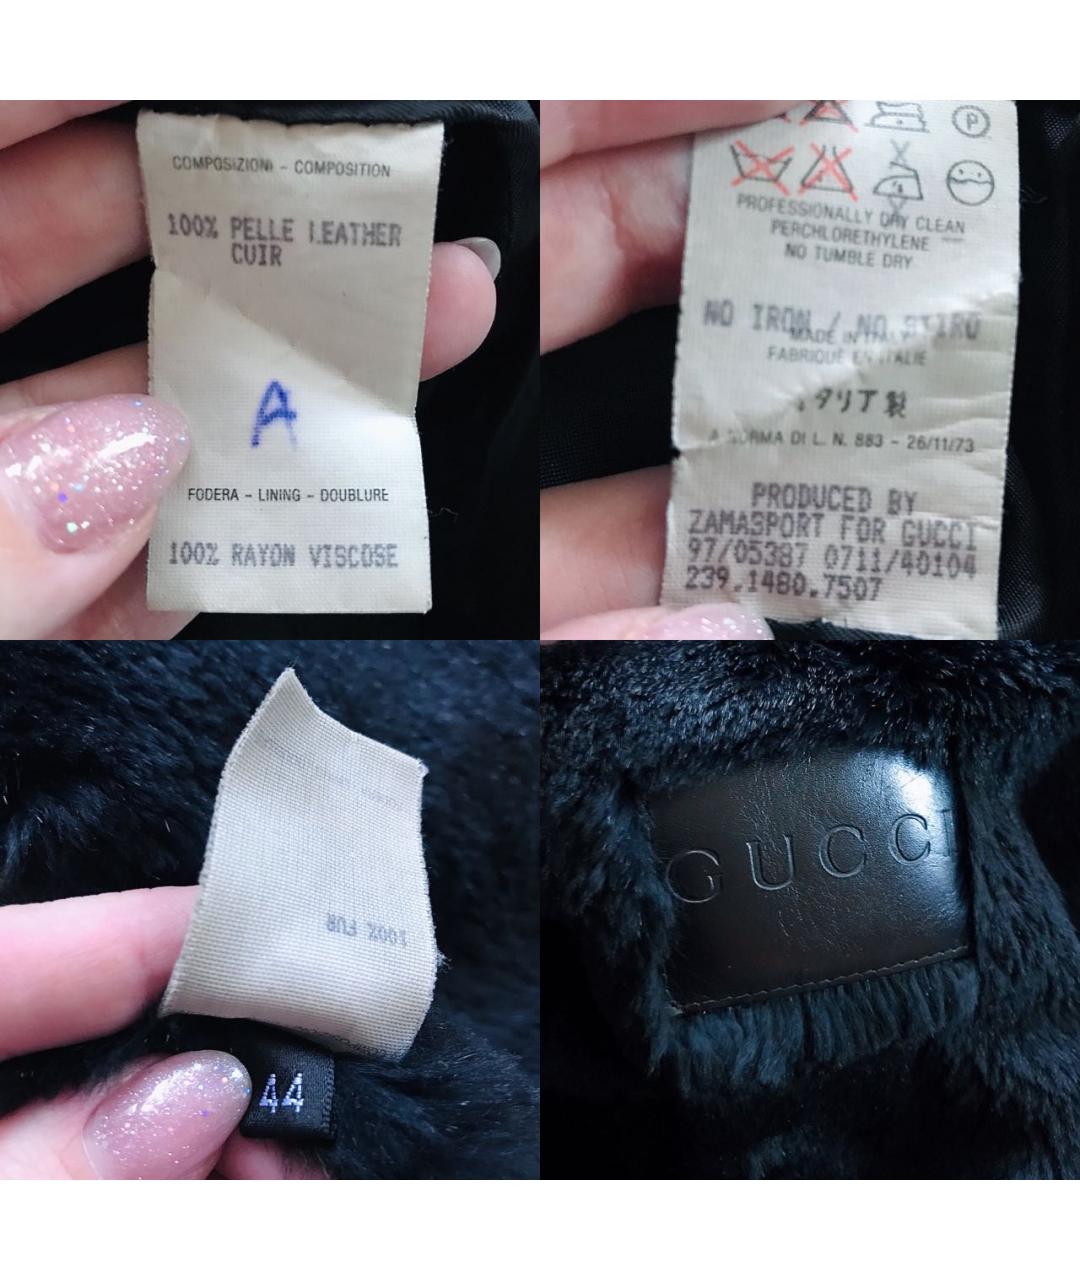 COMPOSIZIONI - COMPOSITION
100% PELLE LEATHER
CUIR
A
FODERA - LINING - DOUBLURE
100% RAYON VISCOSE
P
PROFESSIONALLY DRY CLEAN
PERCHLORETHYLENE
NO TUMBLE DRY
NO IRON / NO STIRO
MADE IN ITALY
FABRIQUÉ EN ITALIE
イタリア製
A NORMA DI L. N. 883 - 26/11/73
PRODUCED BY
ZAMASPORT FOR GUCCI
97/05387 0711/40104
239.1480.7507
100% FUR
44
GUCCI